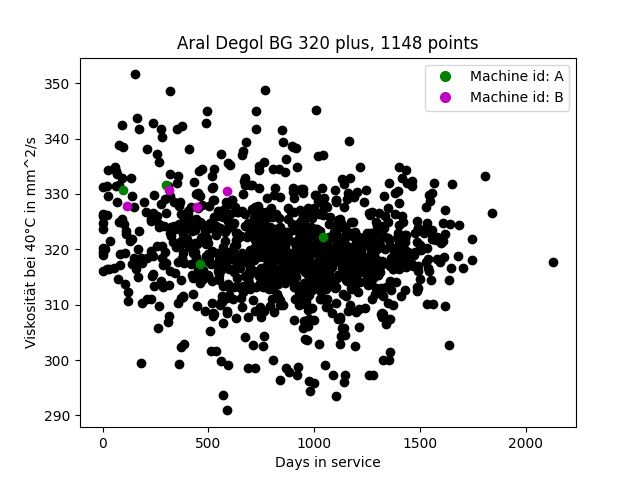 Aral Degol BG 320 plus, 1148 points
Machine id: A
Machine id: B
Viskosität bei 40°C in mm^2/s
350
340
330
320
310
300
290
0 500 1000 1500 2000
Days in service